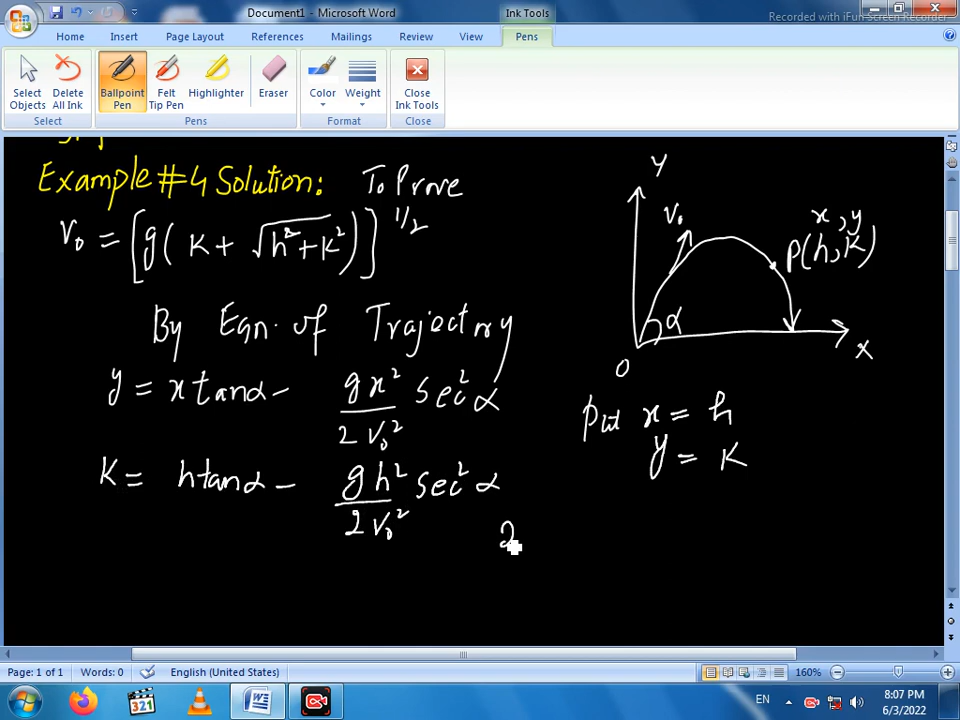 Document1 - Microsoft Word
Ink Tools
Recorded with iFun Screen Recorder
Home Insert Page Layout References Mailings Review View Pens
Select Objects
Delete All Ink
Ballpoint Pen
Felt Tip Pen
Highlighter
Eraser
Color
Weight
Close Ink Tools
Select Pens Format Close
Example #4 Solution: To Prove
V₀ = [g(K + √h²+K²)]^1/2
By Eqn. of Trajectry
y = x tanα - gx²/2V₀² sec²α
K = htanα - gh²/2V₀² sec²α
2
Y
V₀
x, y
P(h, K)
α
O
X
Put x = h
y = K
Page: 1 of 1 Words: 0 English (United States) 160%
321
EN
8:07 PM
6/3/2022